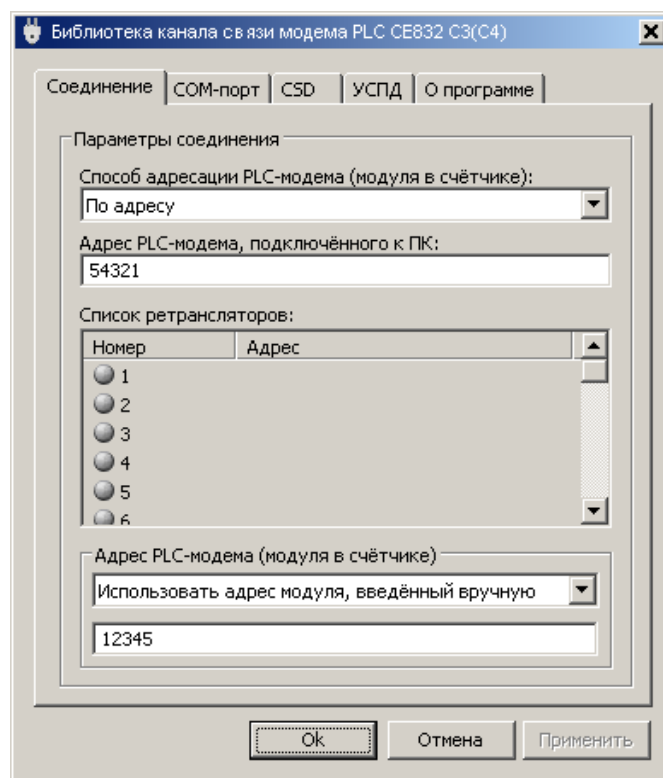 Библиотека канала связи модема PLC CE832 C3(C4)
Соединение COM-порт CSD УСПД О программе
Параметры соединения
Способ адресации PLC-модема (модуля в счётчике):
По адресу
Адрес PLC-модема, подключённого к ПК:
54321
Список ретрансляторов:
Номер Адрес
1
2
3
4
5
6
Адрес PLC-модема (модуля в счётчике)
Использовать адрес модуля, введённый вручную
12345
Ok Отмена Применить